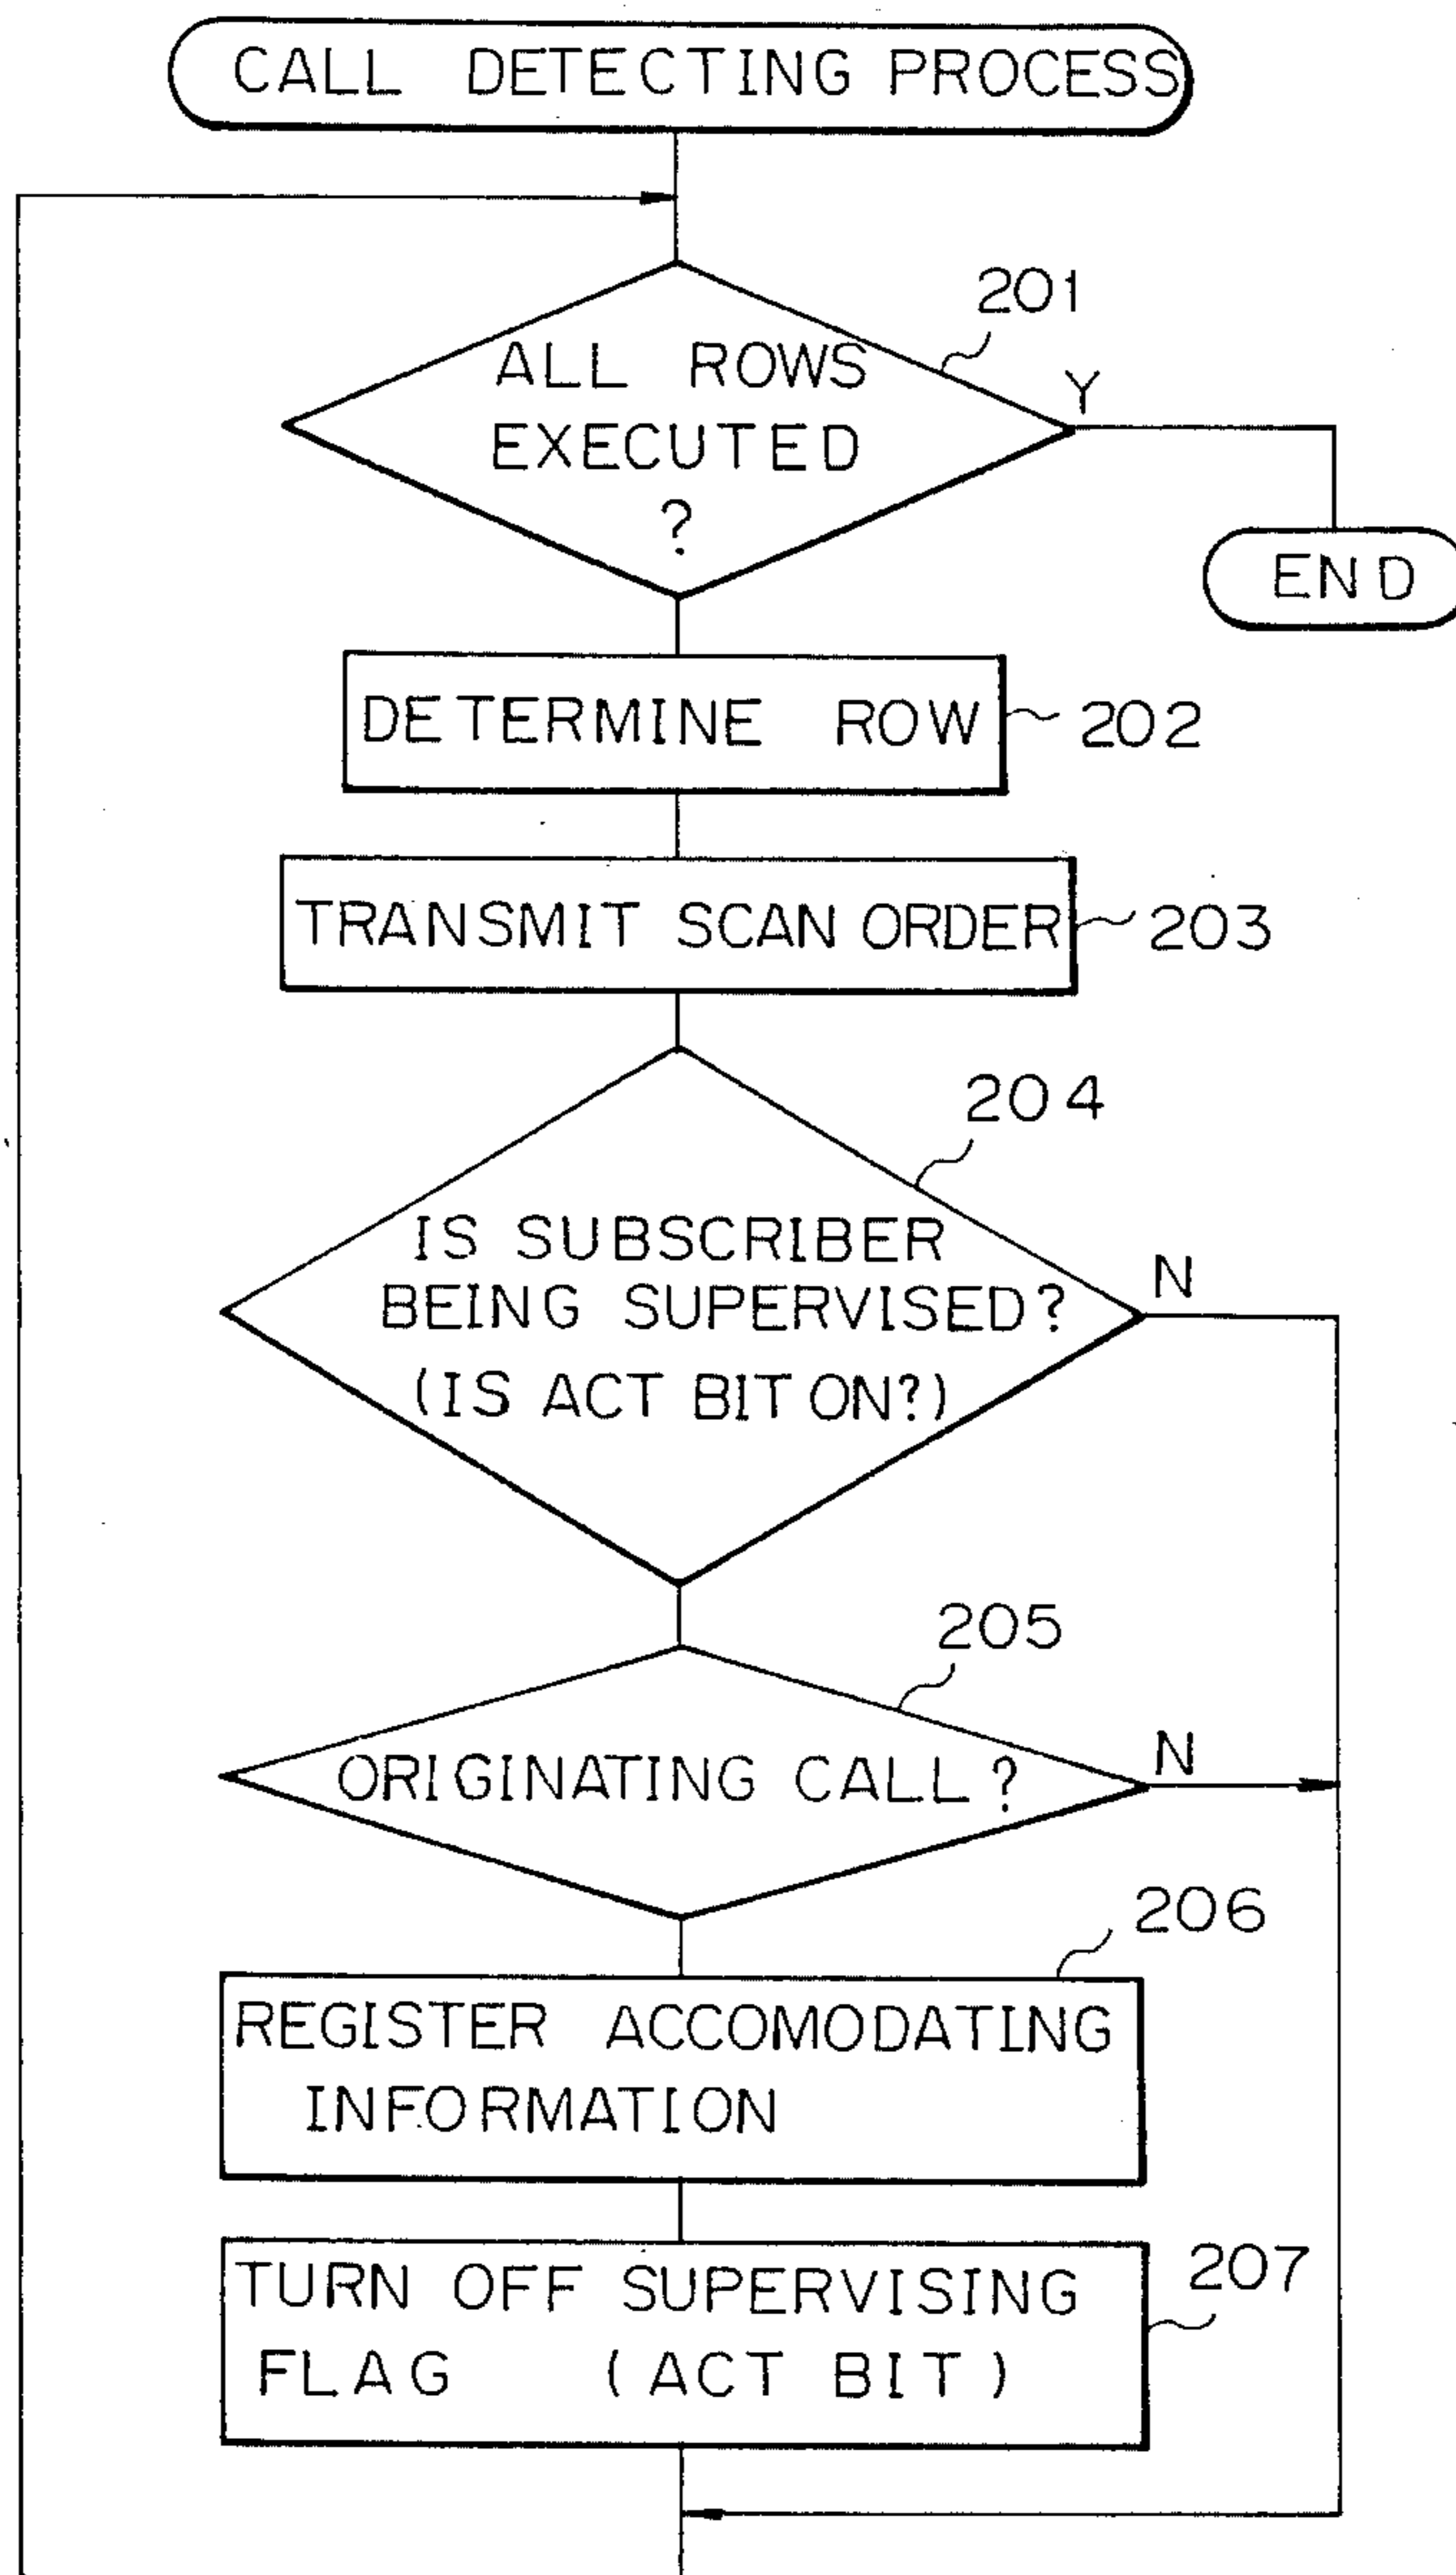 CALL DETECTING PROCESS
201
ALL ROWS
Y
EXECUTED
?
END
DETERMINE ROW
202
TRANSMIT SCAN ORDER
203
204
IS SUBSCRIBER
N
BEING SUPERVISED?
(IS ACT BIT ON?)
205
ORIGINATING CALL ?
N
206
REGISTER ACCOMODATING
INFORMATION
207
TURN OFF SUPERVISING
FLAG (ACT BIT)